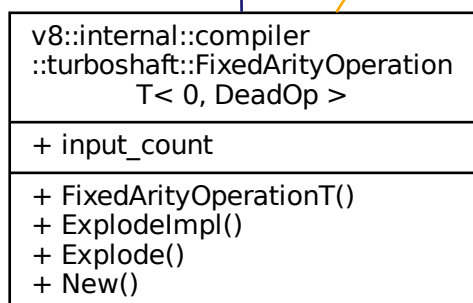 v8::internal::compiler
::turboshaft::FixedArityOperation
T< 0, DeadOp >
+ input_count
+ FixedArityOperationT()
+ ExplodeImpl()
+ Explode()
+ New()